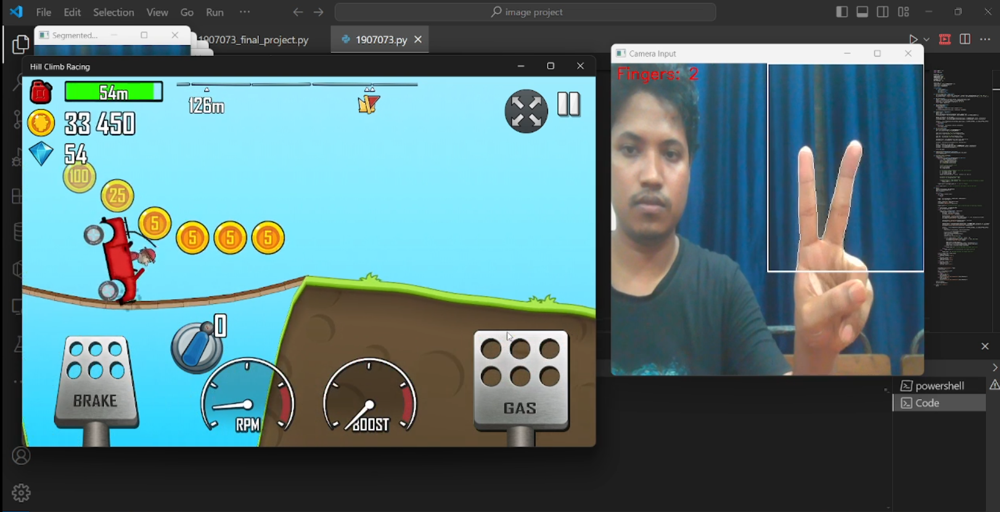 File Edit Selection View Go Run ···
image project
Segmented...
1907073_final_project.py
1907073.py
Hill Climb Racing
54m
126m
33 450
54
100
25
5
5
5
5
0
BRAKE
RPM
BOOST
GAS
Camera Input
Fingers: 2
powershell
Code